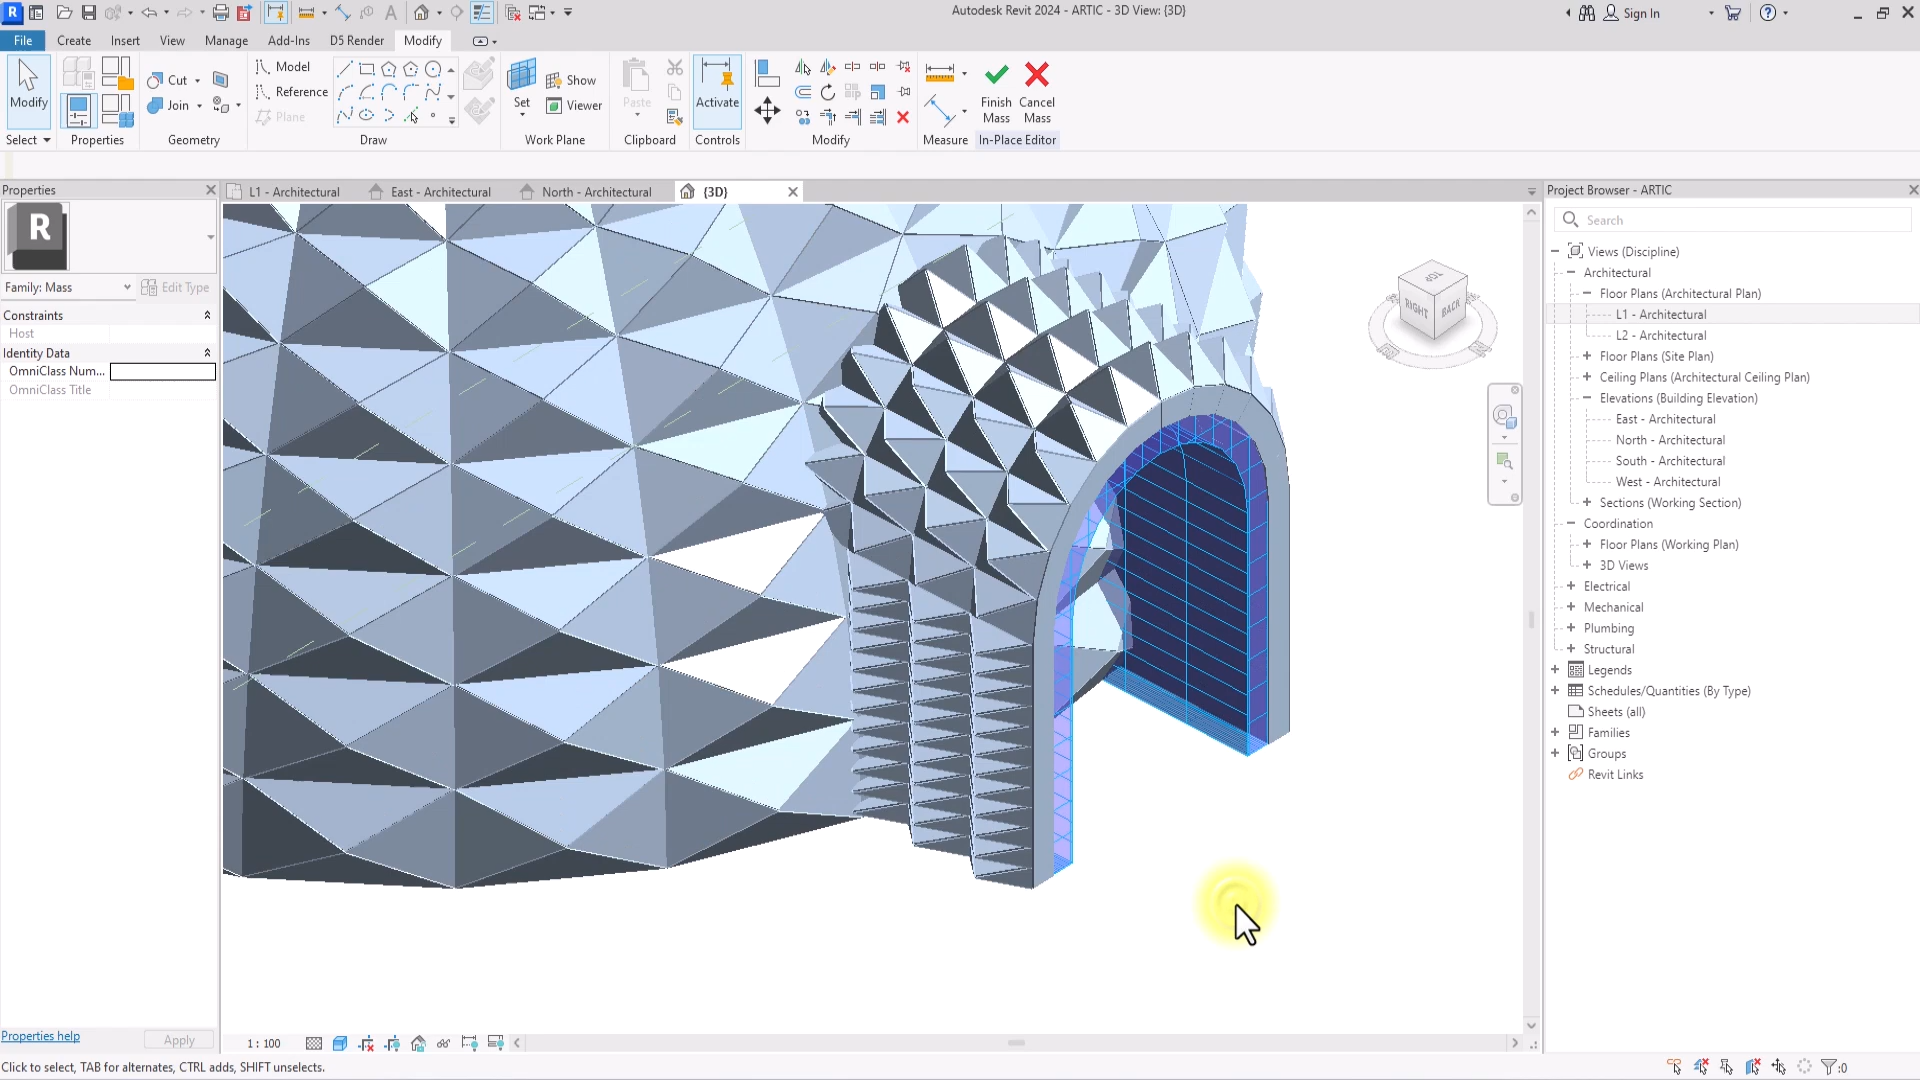 Autodesk Revit 2024 - ARTIC - 3D View: {3D}
Sign In
File
Create
Insert
View
Manage
Add-Ins
D5 Render
Modify
Modify
Select
Properties
Cut
Join
Geometry
Model
Reference
Plane
Draw
Set
Show
Viewer
Work Plane
Paste
Clipboard
Activate
Controls
Modify
Measure
Finish Mass
Cancel Mass
In-Place Editor
Properties
R
Family: Mass
Edit Type
Constraints
Host
Identity Data
OmniClass Num...
OmniClass Title
Properties help
Apply
L1 - Architectural
East - Architectural
North - Architectural
{3D}
TOP
RIGHT
BACK
1 : 100
Project Browser - ARTIC
Search
Views (Discipline)
Architectural
Floor Plans (Architectural Plan)
L1 - Architectural
L2 - Architectural
Floor Plans (Site Plan)
Ceiling Plans (Architectural Ceiling Plan)
Elevations (Building Elevation)
East - Architectural
North - Architectural
South - Architectural
West - Architectural
Sections (Working Section)
Coordination
Floor Plans (Working Plan)
3D Views
Electrical
Mechanical
Plumbing
Structural
Legends
Schedules/Quantities (By Type)
Sheets (all)
Families
Groups
Revit Links
Click to select, TAB for alternates, CTRL adds, SHIFT unselects.
:0